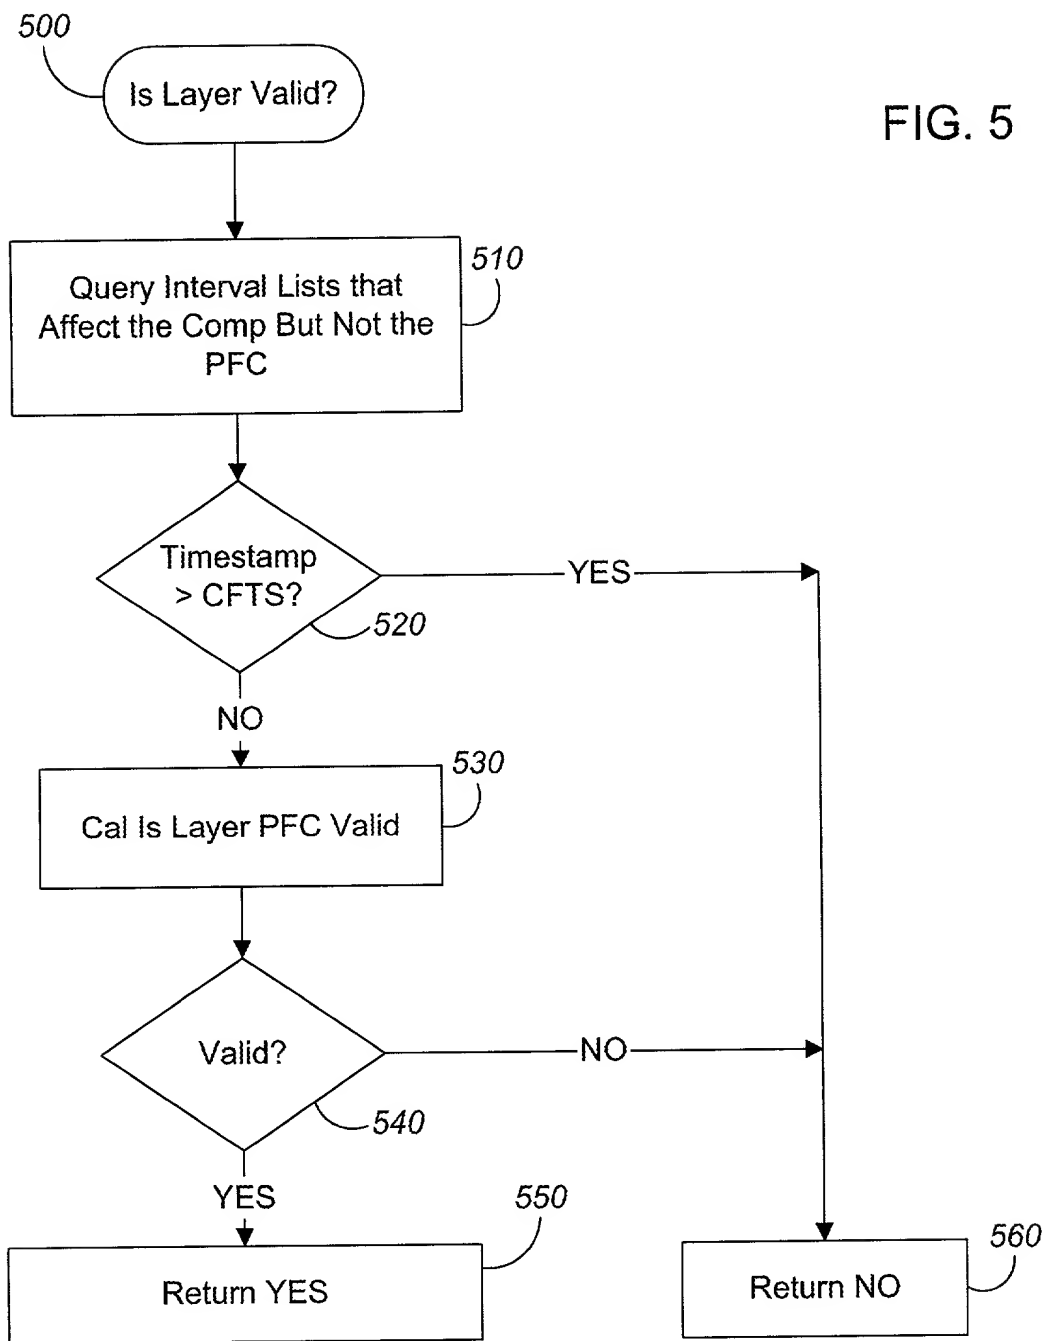 500
Is Layer Valid?
FIG. 5
510
Query Interval Lists that
Affect the Comp But Not the
PFC
Timestamp
> CFTS?
YES
520
NO
530
Cal Is Layer PFC Valid
Valid?
NO
540
YES
550
Return YES
560
Return NO